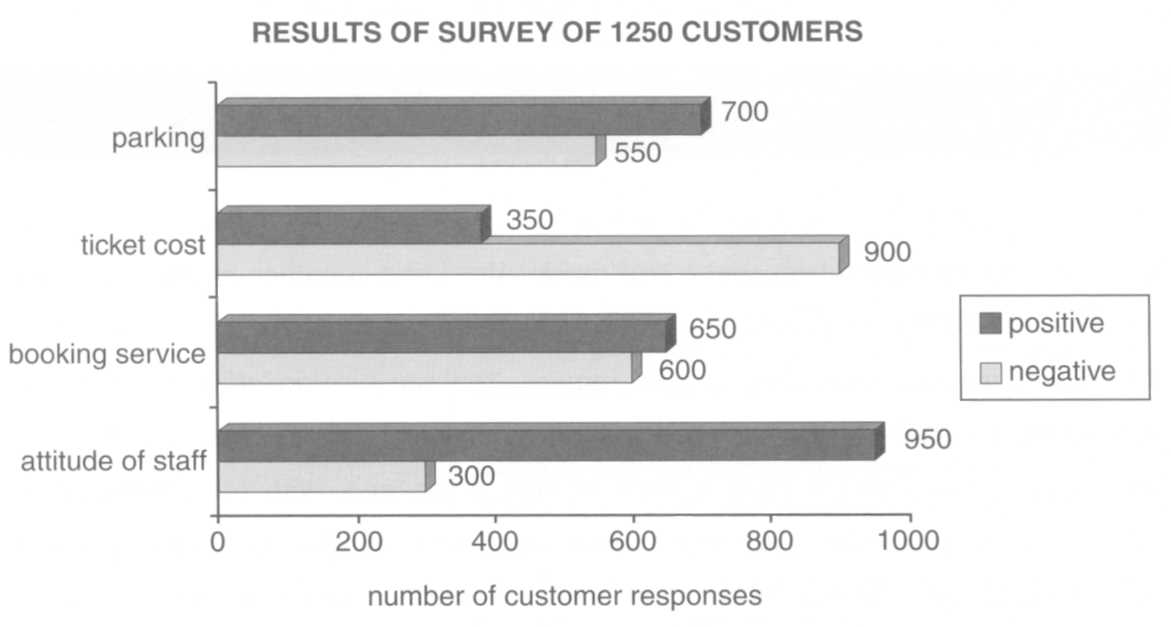 RESULTS OF SURVEY OF 1250 CUSTOMERS
parking
700
550
ticket cost
350
900
booking service
650
600
attitude of staff
950
300
positive
negative
0 200 400 600 800 1000
number of customer responses